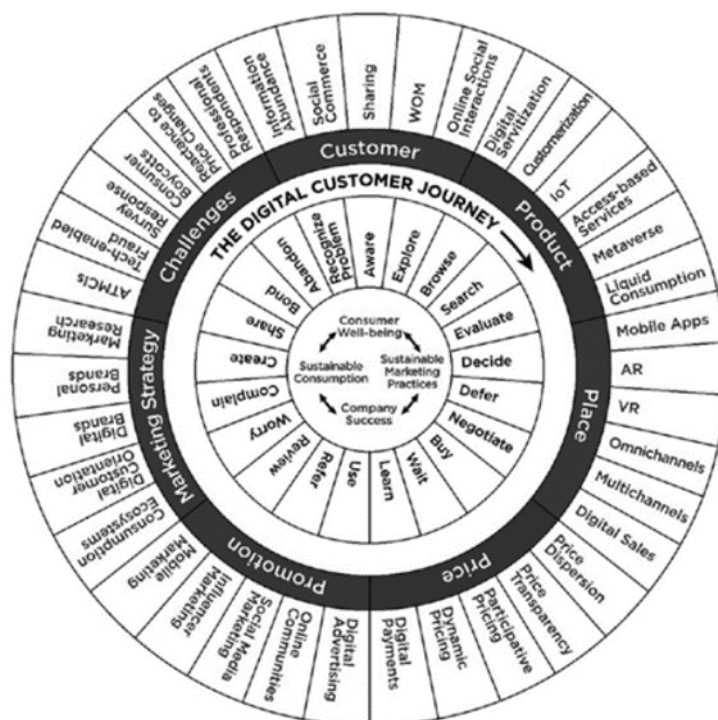 Customer
Information
Abundance
Social
Commerce
Sharing
WOM
Online Social
Interactions
Product
Digital
Servitization
Customerization
IoT
Access-based
Services
Metaverse
Liquid
Consumption
Place
Mobile Apps
AR
VR
Omnichannels
Multichannels
Digital Sales
Price
Price
Dispersion
Price
Transparency
Participative
Pricing
Dynamic
Pricing
Digital
Payments
Promotion
Digital
Advertising
Online
Communities
Social Media
Marketing
Influencer
Marketing
Mobile
Marketing
Marketing Strategy
Consumption
Ecosystems
Digital
Customer
Orientation
Digital
Brands
Personal
Brands
Marketing
Research
Challenges
ATMCIs
Tech-enabled
Fraud
Survey
Response
Consumer
Boycotts
Reactance to
Price Changes
Professional
Respondents
THE DIGITAL CUSTOMER JOURNEY
Recognize
Problem
Aware
Explore
Browse
Search
Evaluate
Decide
Defer
Negotiate
Buy
Wait
Learn
Use
Refer
Review
Worry
Complain
Create
Share
Bond
Abandon
Consumer
Well-being
Sustainable
Marketing
Practices
Company
Success
Sustainable
Consumption